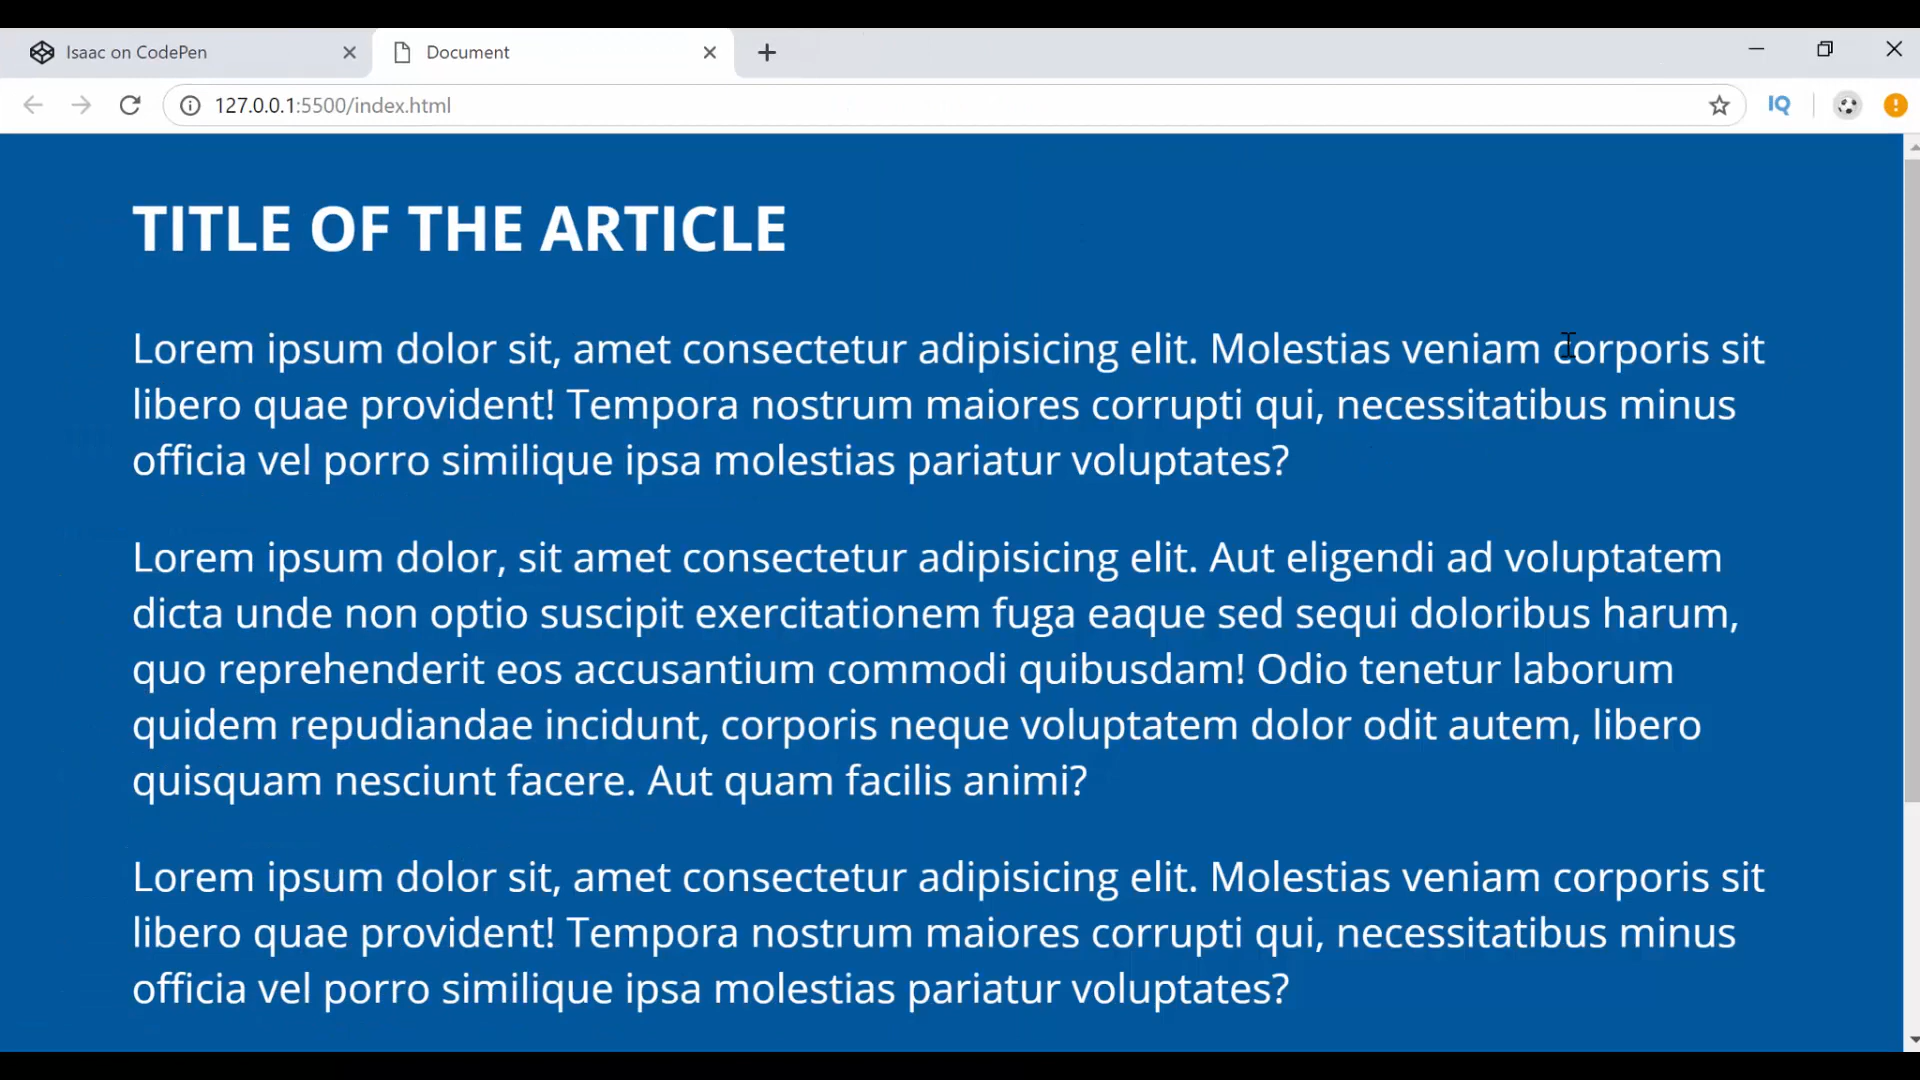 Isaac on CodePen
Document
127.0.0.1:5500/index.html
IQ
TITLE OF THE ARTICLE
Lorem ipsum dolor sit, amet consectetur adipisicing elit. Molestias veniam corporis sit
libero quae provident! Tempora nostrum maiores corrupti qui, necessitatibus minus
officia vel porro similique ipsa molestias pariatur voluptates?
Lorem ipsum dolor, sit amet consectetur adipisicing elit. Aut eligendi ad voluptatem
dicta unde non optio suscipit exercitationem fuga eaque sed sequi doloribus harum,
quo reprehenderit eos accusantium commodi quibusdam! Odio tenetur laborum
quidem repudiandae incidunt, corporis neque voluptatem dolor odit autem, libero
quisquam nesciunt facere. Aut quam facilis animi?
Lorem ipsum dolor sit, amet consectetur adipisicing elit. Molestias veniam corporis sit
libero quae provident! Tempora nostrum maiores corrupti qui, necessitatibus minus
officia vel porro similique ipsa molestias pariatur voluptates?